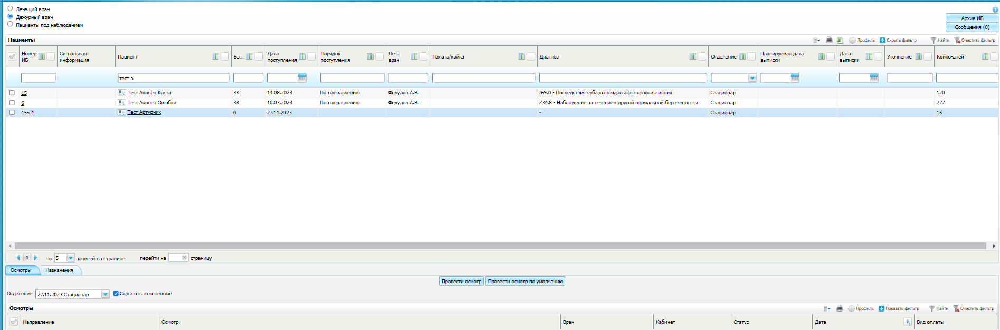 Лечащий врач
Дежурный врач
Пациенты под наблюдением
Архив ИБ
Сообщения (0)
Пациенты
Профиль Скрыть фильтр Найти Очистить фильтр
Номер ИБ Сигнальная информация Пациент Во... Дата поступления Порядок поступления Леч. врач Палата/койка Диагноз Отделение Планируемая дата выписки Дата выписки Уточнение Койко-дней
тест а
15 Тест Акинео Кости 33 14.08.2023 По направлению Федулов А.В. I69.0 - Последствия субарахноидального кровоизлияния Стационар 120
6 Тест Акинео Ошибки 33 10.03.2023 По направлению Федулов А.В. Z34.8 - Наблюдение за течением другой нормальной беременности Стационар 277
15-d1 Тест Артурчик 0 27.11.2023 - Стационар 15
1 по 5 записей на странице перейти на страницу
Осмотры Назначения
Провести осмотр Провести осмотр по умолчанию
Отделение 27.11.2023 Стационар Скрывать отмененные
Осмотры
Профиль Показать фильтр Найти Очистить фильтр
Направление Осмотр Врач Кабинет Статус Дата 1 Вид оплаты